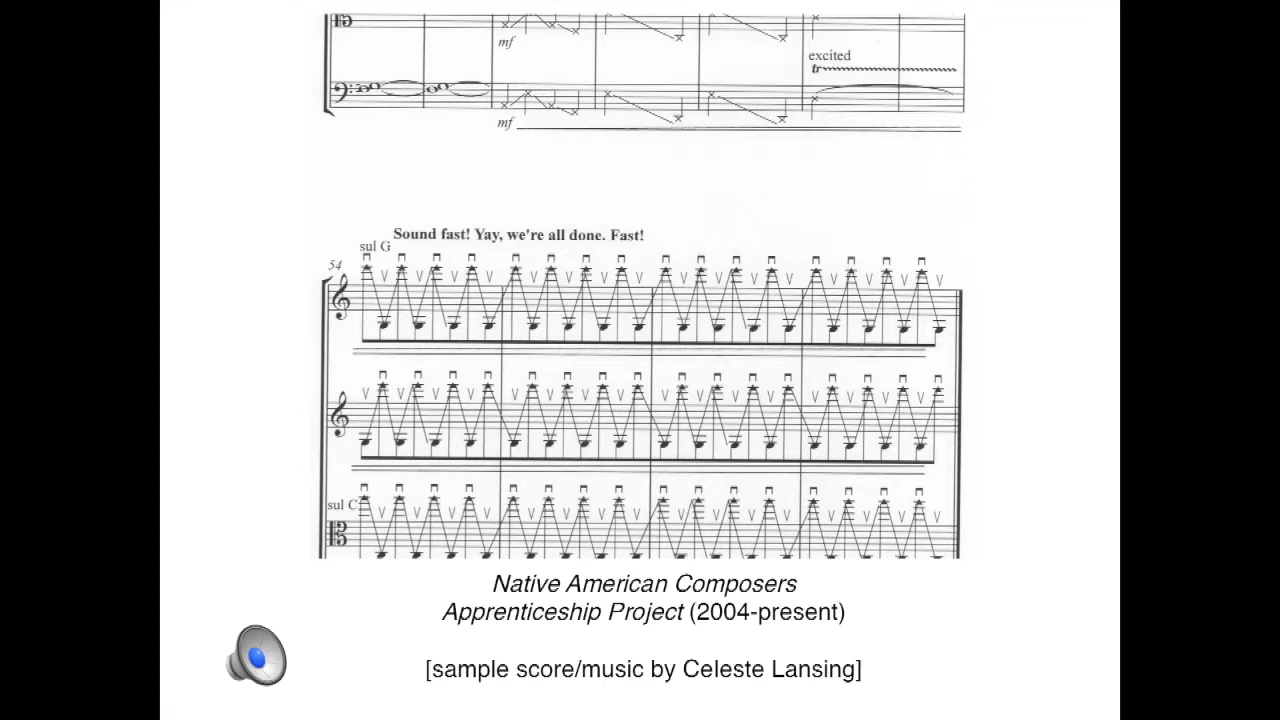 mf
excited
tr
mf
Sound fast! Yay, we're all done. Fast!
sul G
54
sul C
Native American Composers
Apprenticeship Project (2004-present)
[sample score/music by Celeste Lansing]